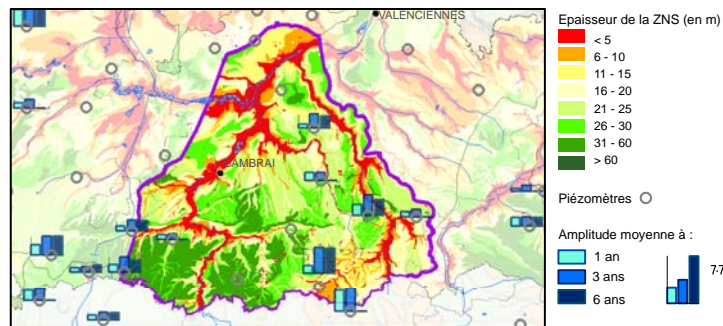 VALENCIENNES
CAMBRAI
Epaisseur de la ZNS (en m)
< 5
6 - 10
11 - 15
16 - 20
21 - 25
26 - 30
31 - 60
> 60
Piézomètres
Amplitude moyenne à :
1 an
3 ans
6 ans